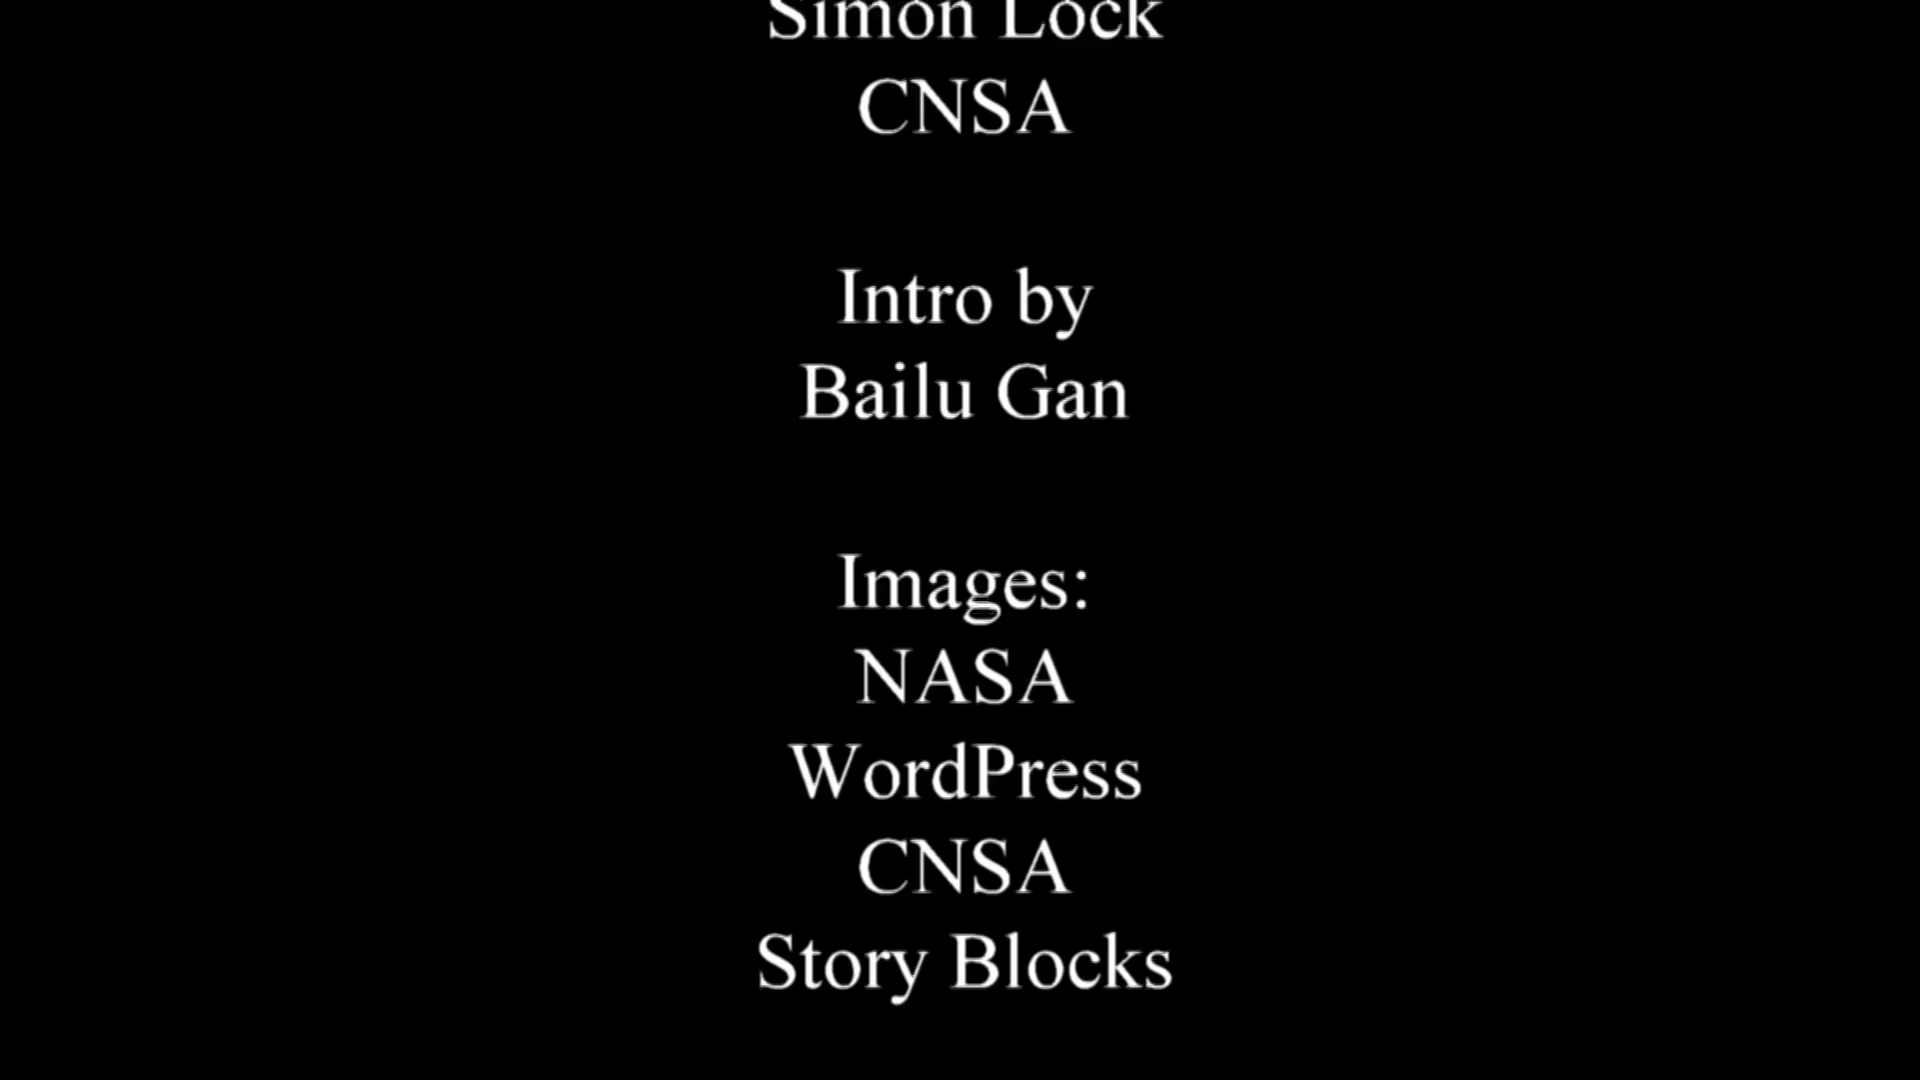 Simon Lock
CNSA
Intro by
Bailu Gan
Images:
NASA
WordPress
CNSA
Story Blocks